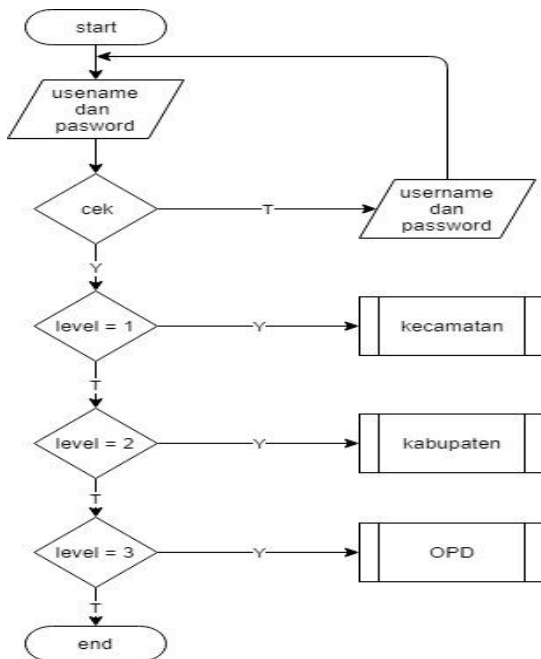 start
usename
dan
pasword
cek
T
username
dan
password
Y
level = 1
Y
kecamatan
T
level = 2
Y
kabupaten
T
level = 3
Y
OPD
T
end